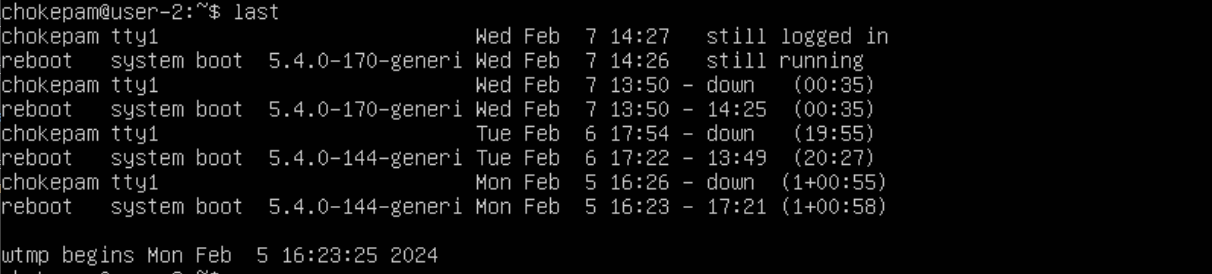 chokepam@user-2:~$ last
chokepam tty1                          Wed Feb  7 14:27   still logged in
reboot   system boot  5.4.0-170-generi Wed Feb  7 14:26   still running
chokepam tty1                          Wed Feb  7 13:50 - down   (00:35)
reboot   system boot  5.4.0-170-generi Wed Feb  7 13:50 - 14:25  (00:35)
chokepam tty1                          Tue Feb  6 17:54 - down   (19:55)
reboot   system boot  5.4.0-144-generi Tue Feb  6 17:22 - 13:49  (20:27)
chokepam tty1                          Mon Feb  5 16:26 - down  (1+00:55)
reboot   system boot  5.4.0-144-generi Mon Feb  5 16:23 - 17:21 (1+00:58)

wtmp begins Mon Feb  5 16:23:25 2024